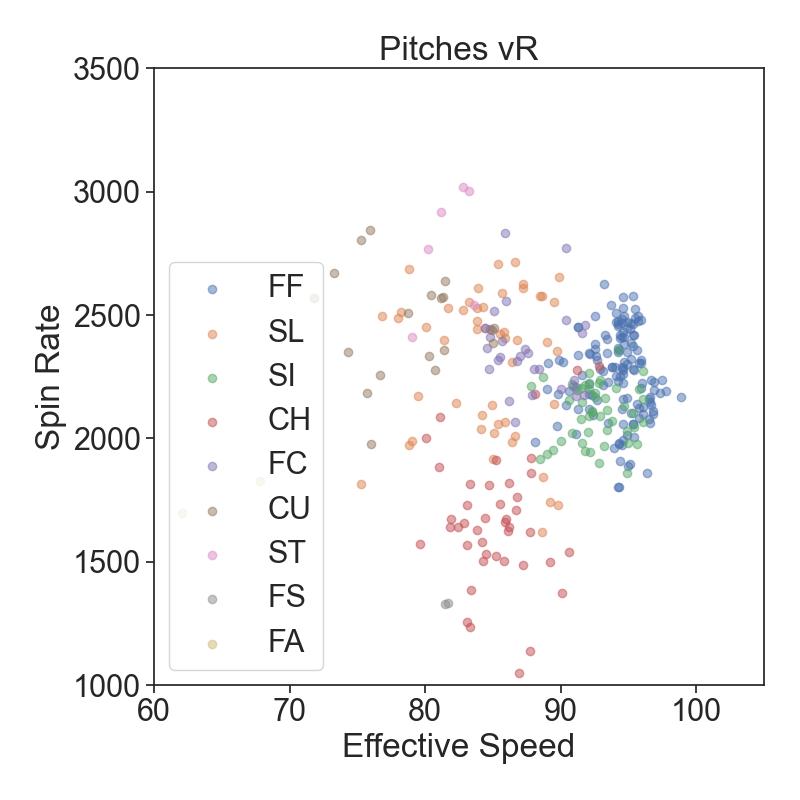 Pitches vR
3500
3000
2500
2000
1500
1000
Spin Rate
FF
SL
SI
CH
FC
CU
ST
FS
FA
60 70 80 90 100
Effective Speed